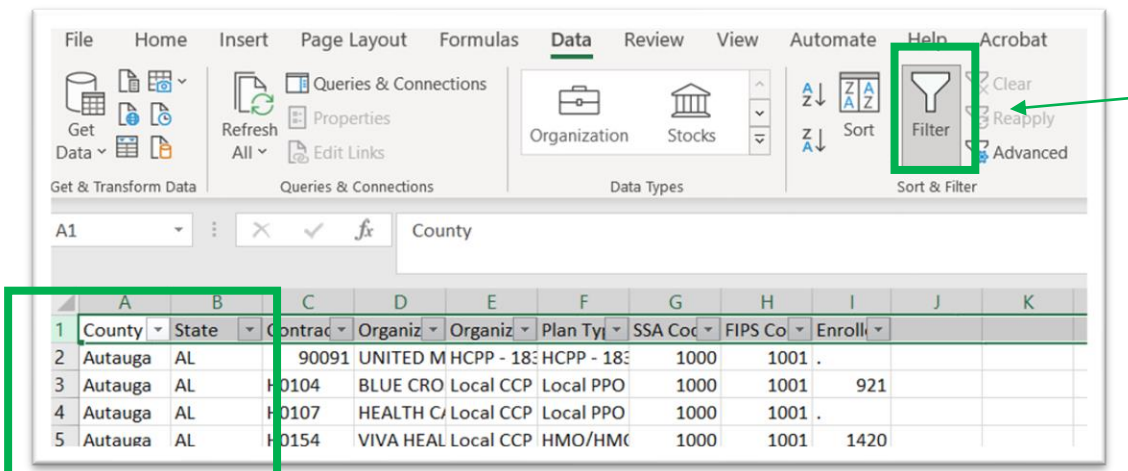 File Home Insert Page Layout Formulas Data Review View Automate Help Acrobat
Get Data
Refresh All
Queries & Connections
Properties
Edit Links
Organization
Stocks
Sort
Filter
Clear
Reapply
Advanced
Get & Transform Data
Queries & Connections
Data Types
Sort & Filter
A1 fx County
A B C D E F G H I J K
1 County State Contrac Organiz Organiz Plan Typ SSA Coc FIPS Co Enroll
2 Autauga AL 90091 UNITED M HCPP - 183 HCPP - 183 1000 1001 .
3 Autauga AL H0104 BLUE CRO Local CCP Local PPO 1000 1001 921
4 Autauga AL H0107 HEALTH CA Local CCP Local PPO 1000 1001 .
5 Autauga AL H0154 VIVA HEAL Local CCP HMO/HMO 1000 1001 1420